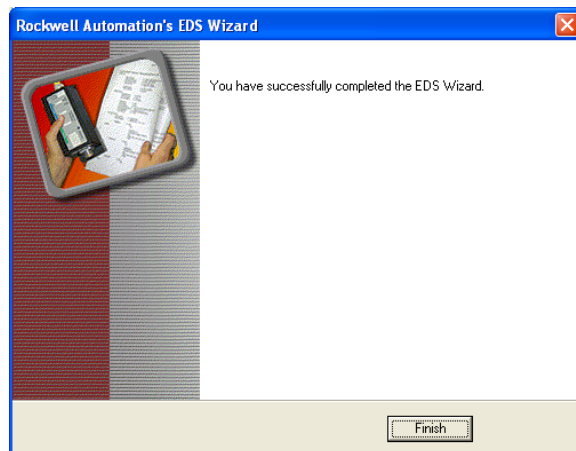 Rockwell Automation's EDS Wizard
You have successfully completed the EDS Wizard.
Finish